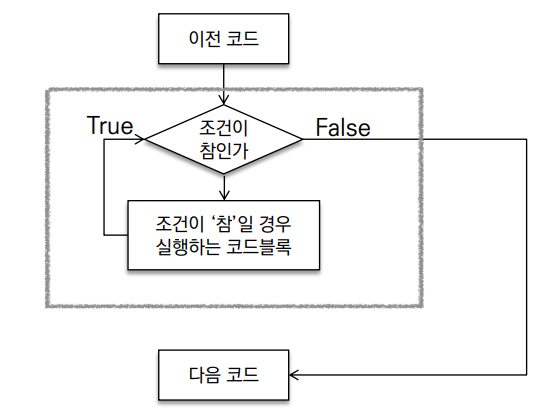 이전 코드
True
조건이
참인가
False
조건이 ‘참’일 경우
실행하는 코드블록
다음 코드